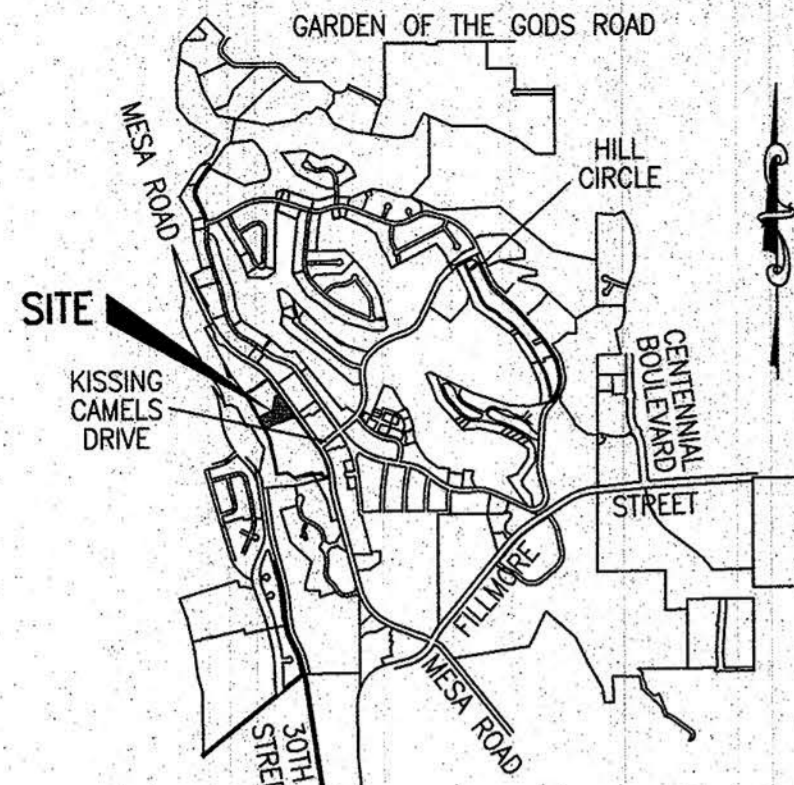 GARDEN OF THE GODS ROAD
MESA ROAD
HILL
CIRCLE
SITE
KISSING
CAMELS
DRIVE
CENTENNIAL
BOULEVARD
STREET
FILLMORE
MESA ROAD
30TH